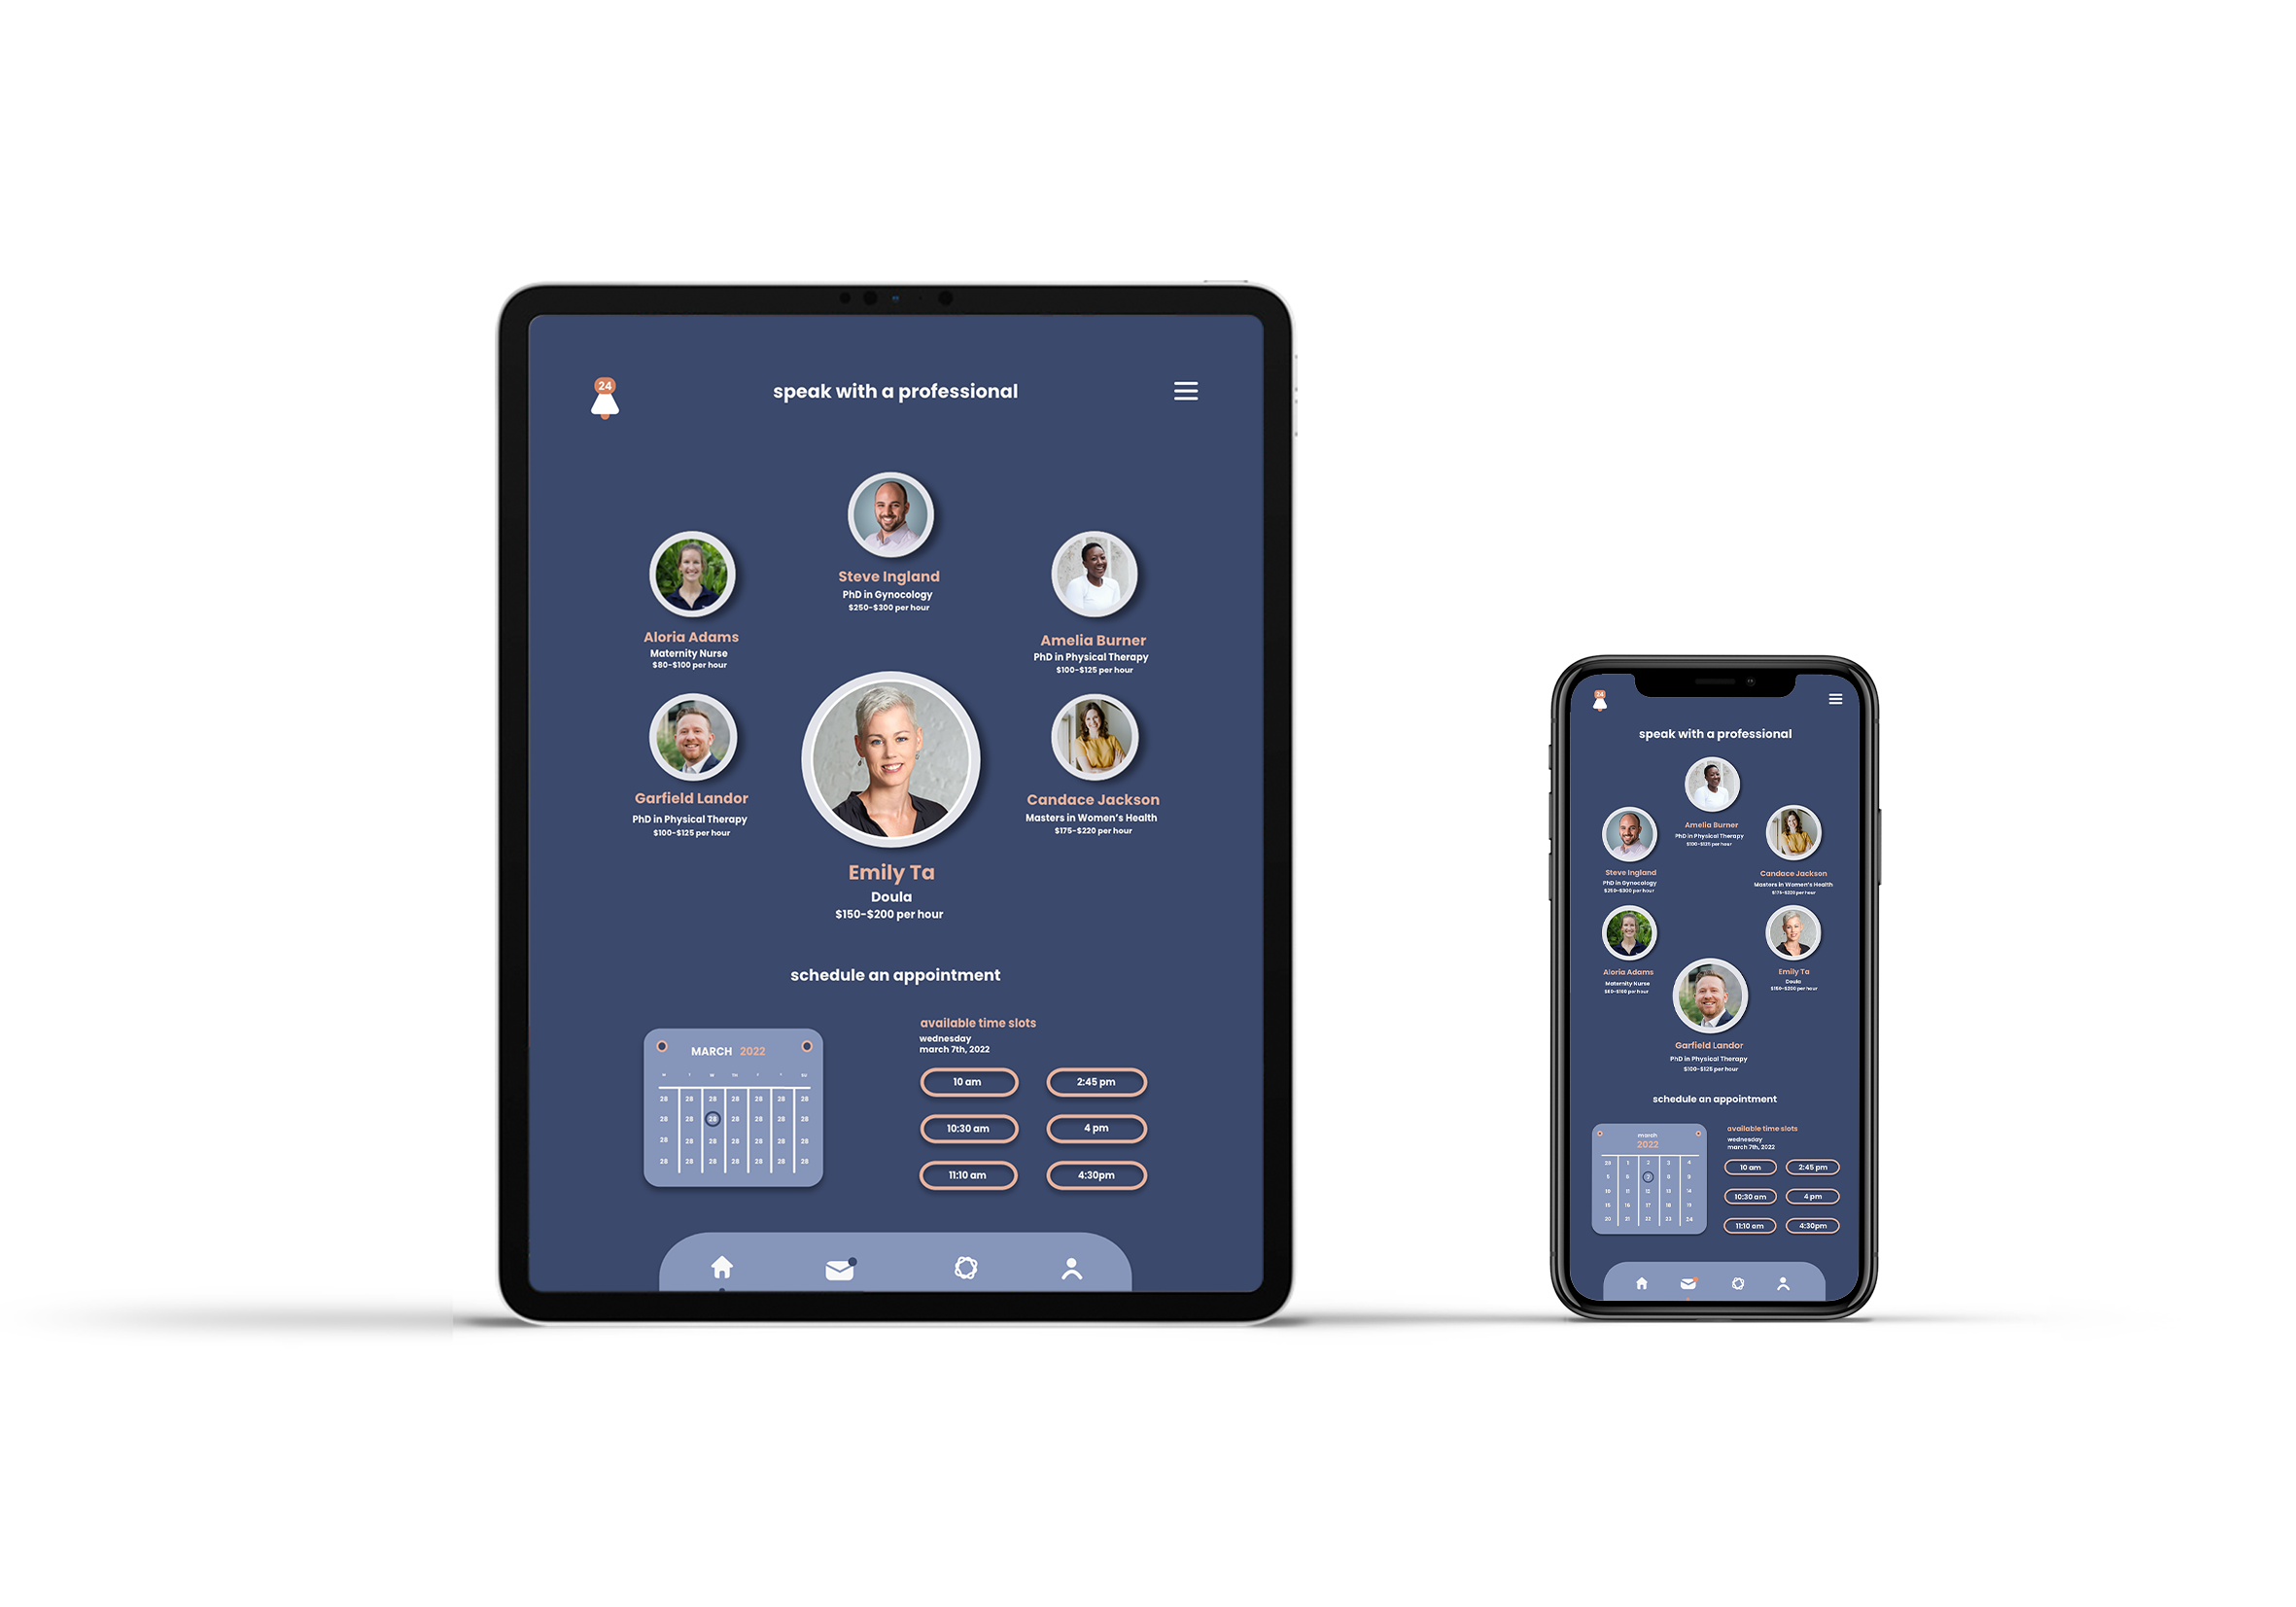 24
speak with a professional
Steve Ingland
PhD in Gynocology
$250-$300 per hour
Aloria Adams
Maternity Nurse
$80-$100 per hour
Amelia Burner
PhD in Physical Therapy
$100-$125 per hour
Garfield Landor
PhD in Physical Therapy
$100-$125 per hour
Candace Jackson
Masters in Women's Health
$175-$220 per hour
Emily Ta
Doula
$150-$200 per hour
schedule an appointment
MARCH 2022
28 28 28 28 28 28 28
28 28 28 28 28 28 28
28 28 28 28 28 28 28
28 28 28 28 28 28 28
available time slots
wednesday
march 7th, 2022
10 am 2:45 pm
10:30 am 4 pm
11:10 am 4:30pm
24
speak with a professional
Amelia Burner
PhD in Physical Therapy
$100-$125 per hour
Steve Ingland
PhD in Gynocology
$250-$300 per hour
Candace Jackson
Masters in Women's Health
$175-$220 per hour
Aloria Adams
Maternity Nurse
$80-$100 per hour
Emily Ta
Doula
$150-$200 per hour
Garfield Landor
PhD in Physical Therapy
$100-$125 per hour
schedule an appointment
march
2022
28 1 2 3 4
5 6 7 8 9
10 11 12 13 14
15 16 17 18 19
20 21 22 23 24
available time slots
wednesday
march 7th, 2022
10 am 2:45 pm
10:30 am 4 pm
11:10 am 4:30pm